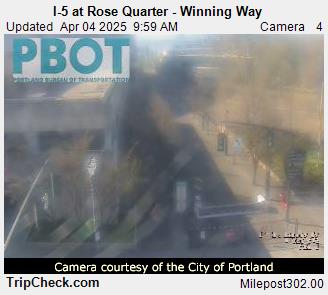 I-5 at Rose Quarter - Winning Way
Updated Apr 04 2025 9:59 AM Camera 4
PBOT
PORTLAND BUREAU OF TRANSPORTATION
Camera courtesy of the City of Portland
TripCheck.com Milepost302.00